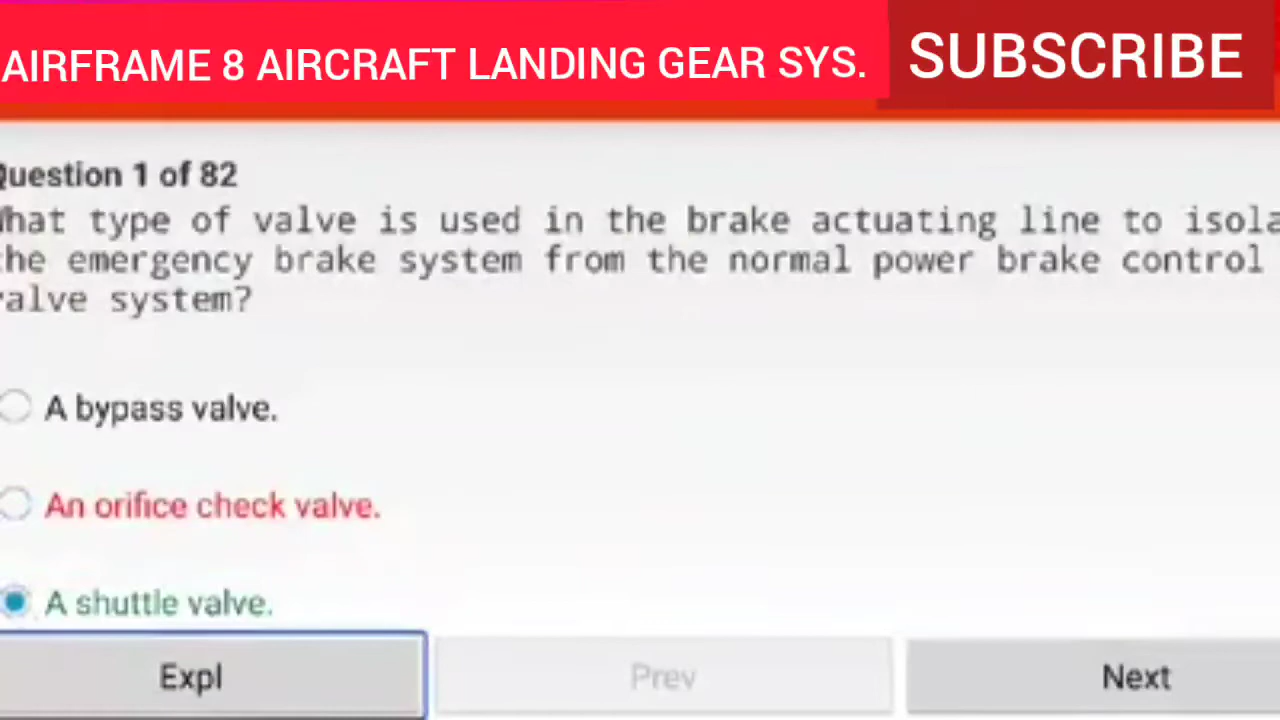 AIRFRAME 8 AIRCRAFT LANDING GEAR SYS.
SUBSCRIBE
Question 1 of 82
What type of valve is used in the brake actuating line to isola
the emergency brake system from the normal power brake control
valve system?
A bypass valve.
An orifice check valve.
A shuttle valve.
Expl
Prev
Next